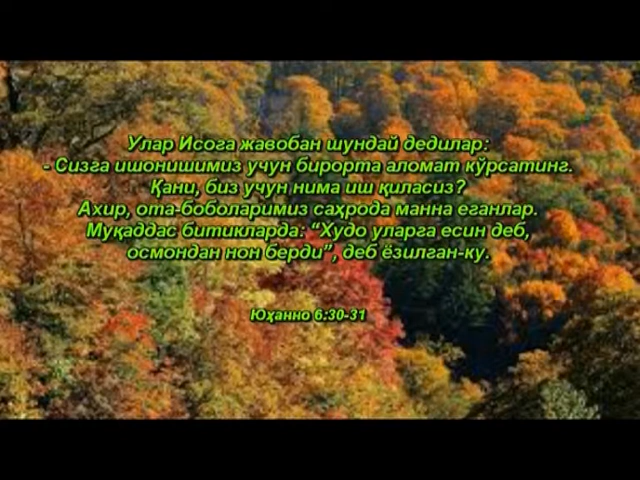 Улар Исога жавобан шундай дедилар:
- Сизга ишонишимиз учун бирорта аломат кўрсатинг.
Қани, биз учун нима иш қиласиз?
Ахир, ота-боболаримиз саҳрода манна еганлар.
Муқаддас битикларда: “Худо уларга есин деб,
осмондан нон берди”, деб ёзилган-ку.
Юҳанно 6:30-31